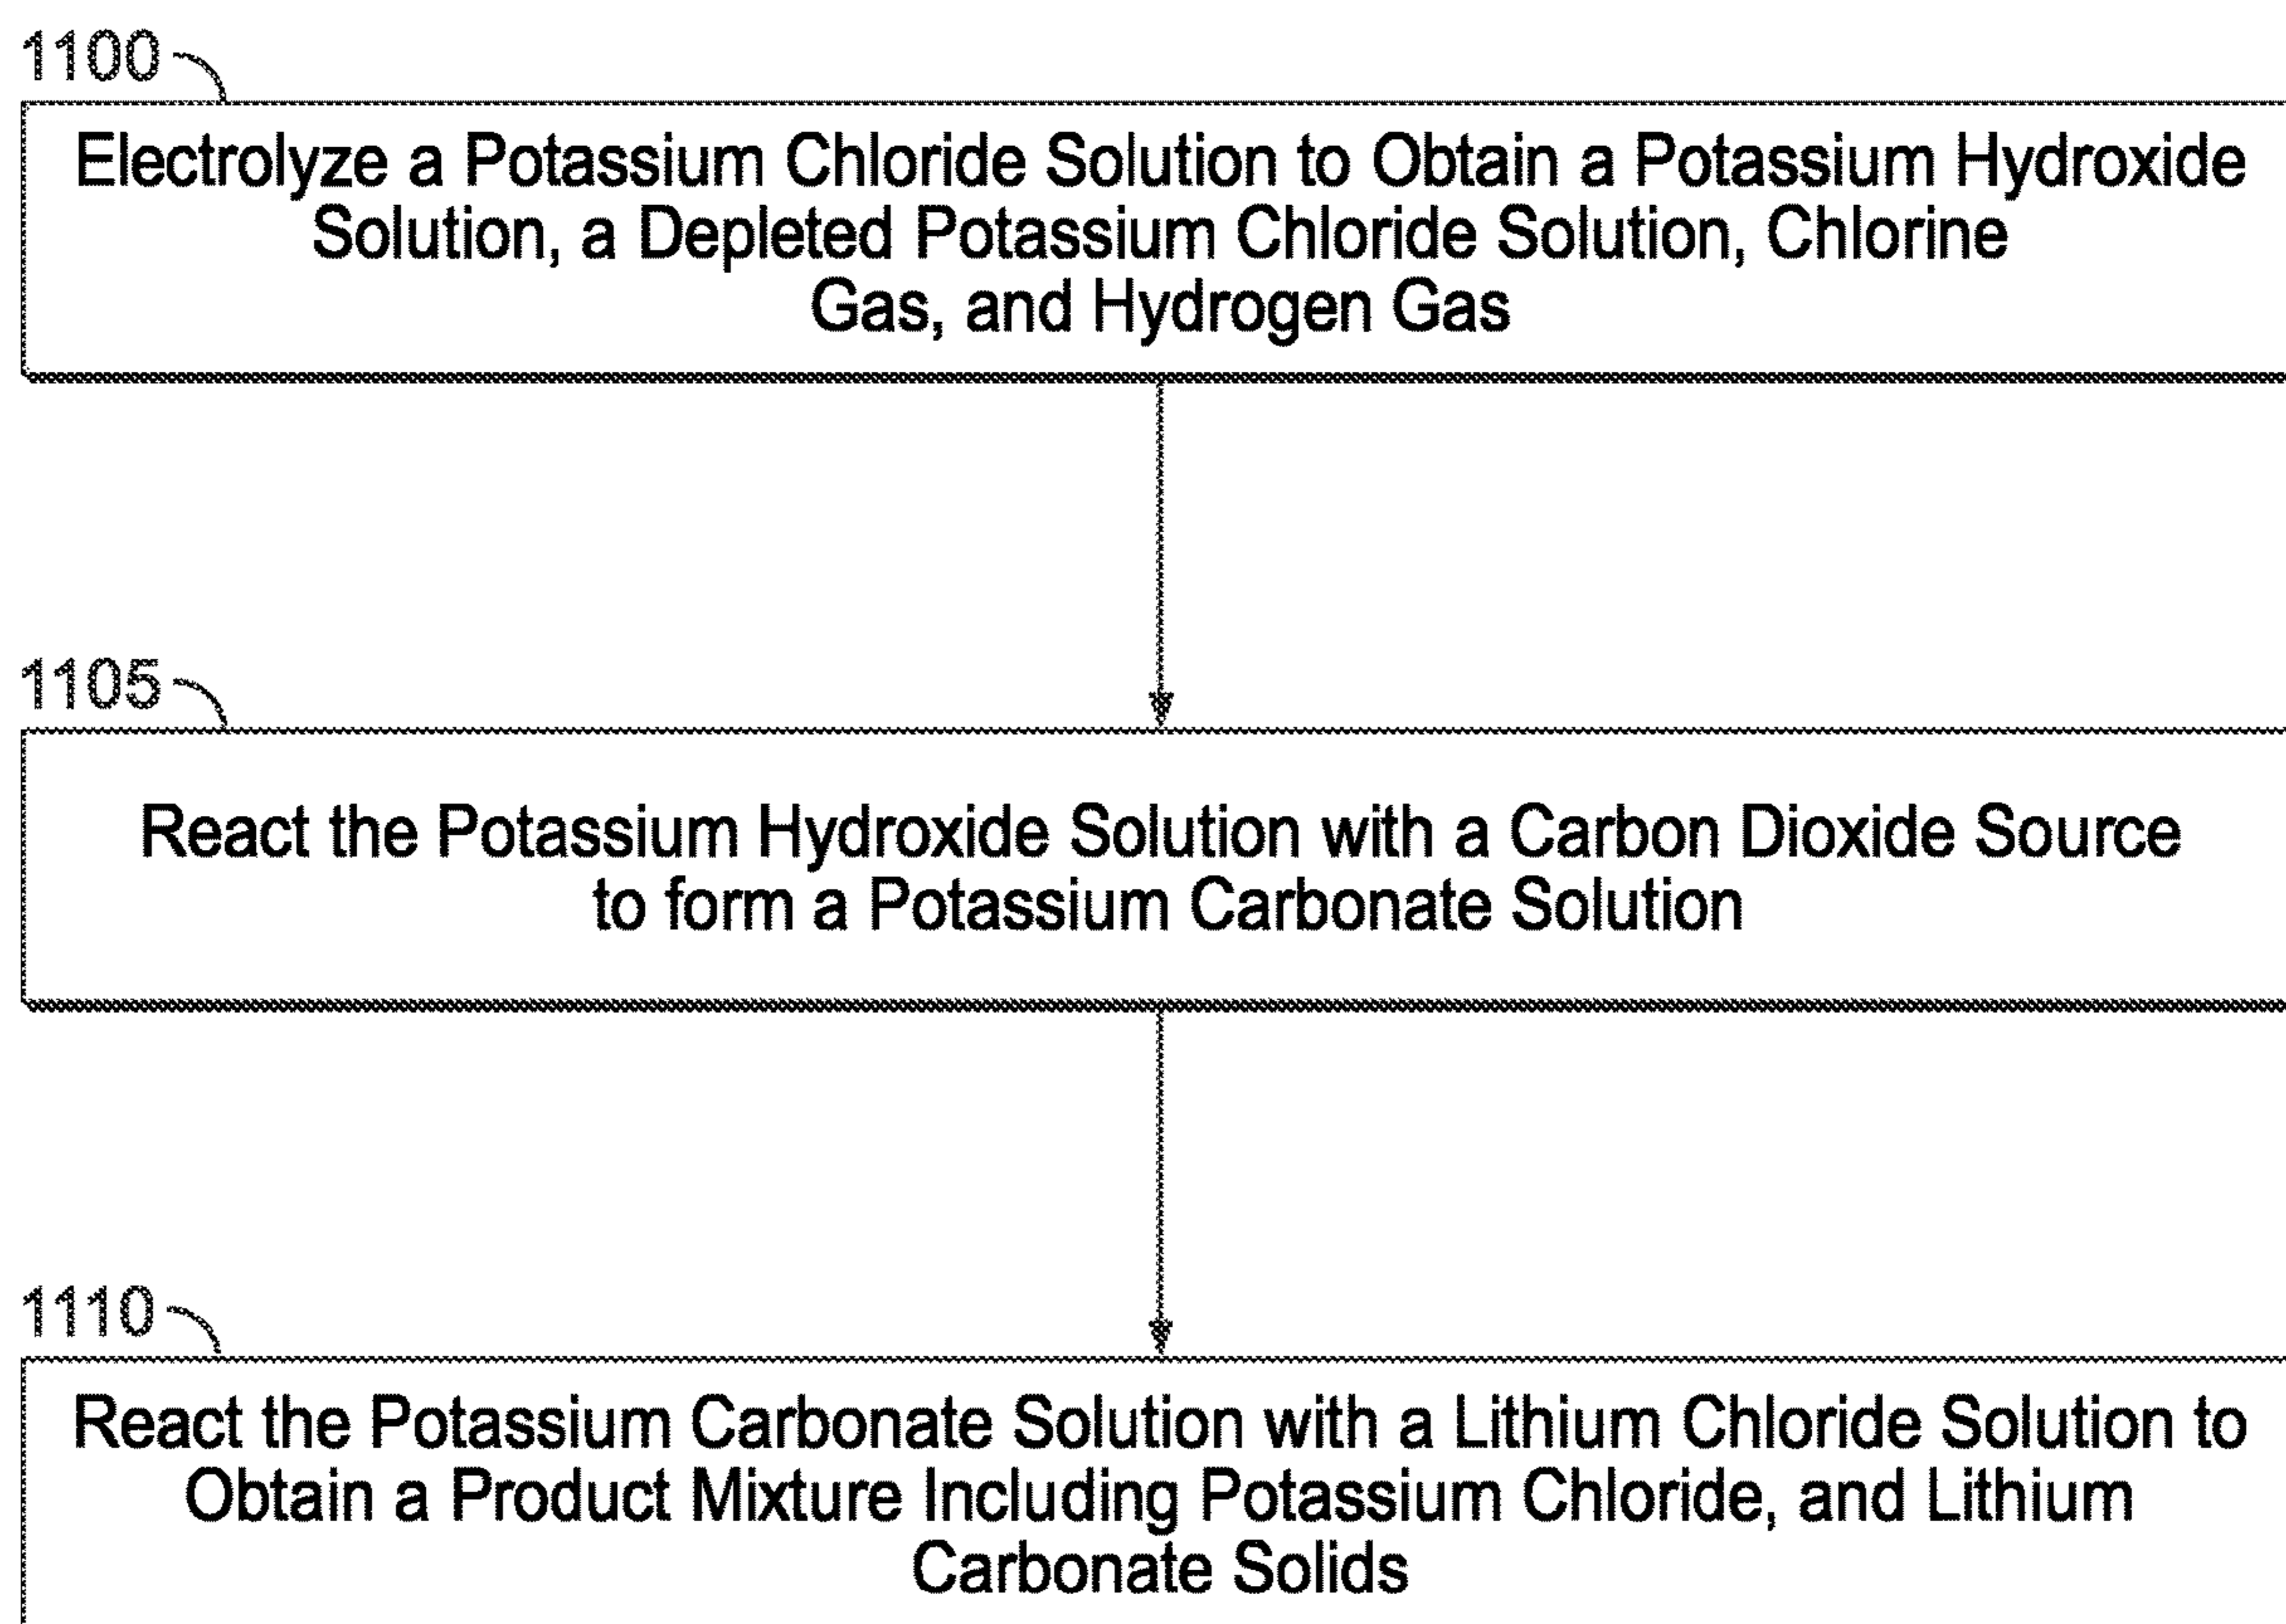 1100
Electrolyze a Potassium Chloride Solution to Obtain a Potassium Hydroxide
Solution, a Depleted Potassium Chloride Solution, Chlorine
Gas, and Hydrogen Gas
1105
React the Potassium Hydroxide Solution with a Carbon Dioxide Source
to form a Potassium Carbonate Solution
1110
React the Potassium Carbonate Solution with a Lithium Chloride Solution to
Obtain a Product Mixture Including Potassium Chloride, and Lithium
Carbonate Solids